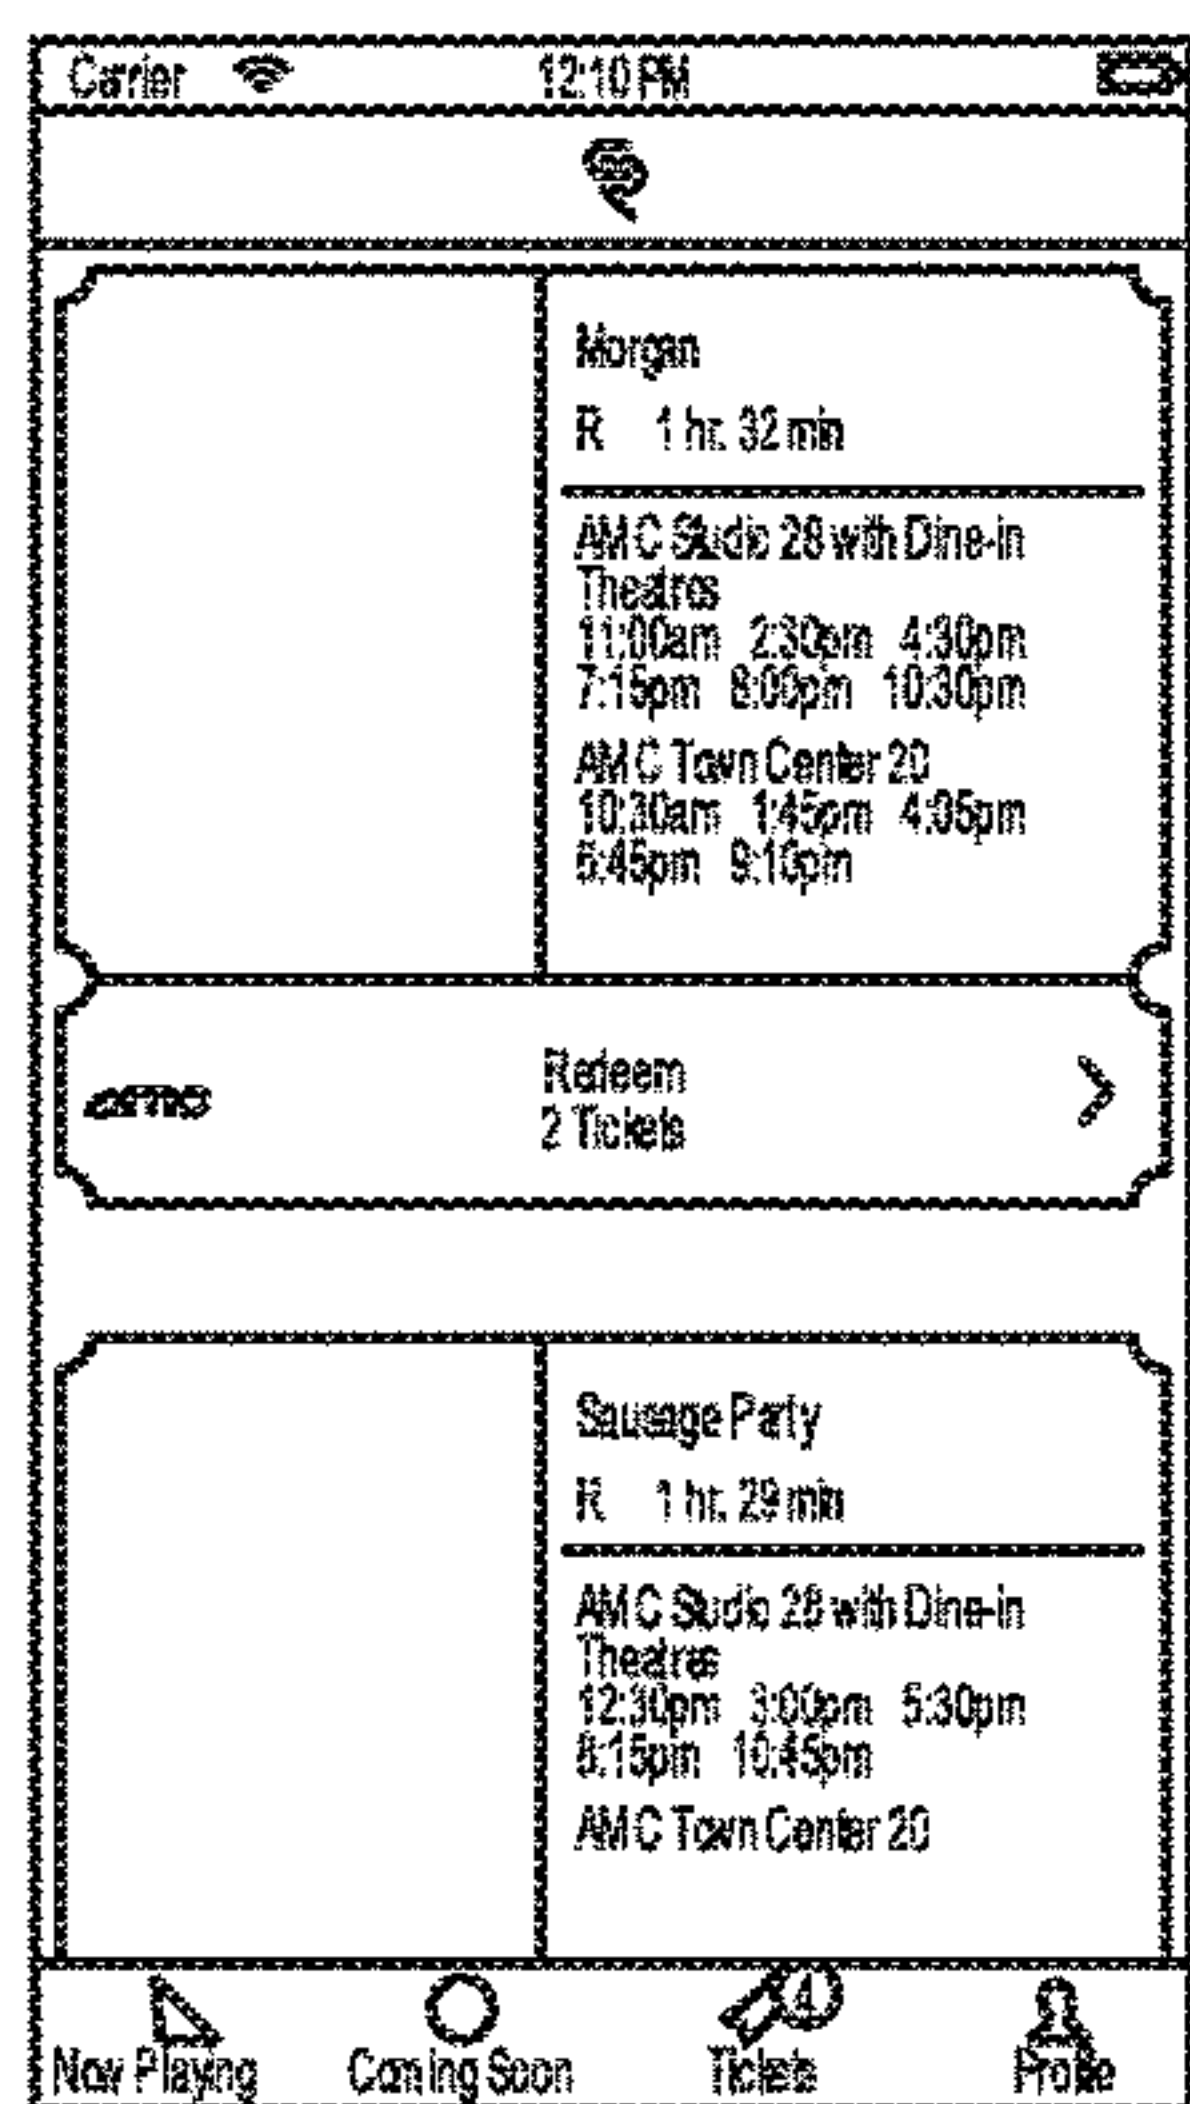 Carrier 12:10 PM
Morgan
R 1 hr. 32 min
AMC Studio 28 with Dine-in
Theatres
11:00am 2:30pm 4:30pm
7:15pm 8:00pm 10:30pm
AMC Town Center 20
10:30am 1:45pm 4:05pm
6:45pm 9:10pm
amc
Redeem
2 Tickets
Sausage Party
R 1 hr. 29 min
AMC Studio 28 with Dine-in
Theatres
12:30pm 3:00pm 5:30pm
8:15pm 10:45pm
AMC Town Center 20
4
Now Playing Coming Soon Tickets Profile